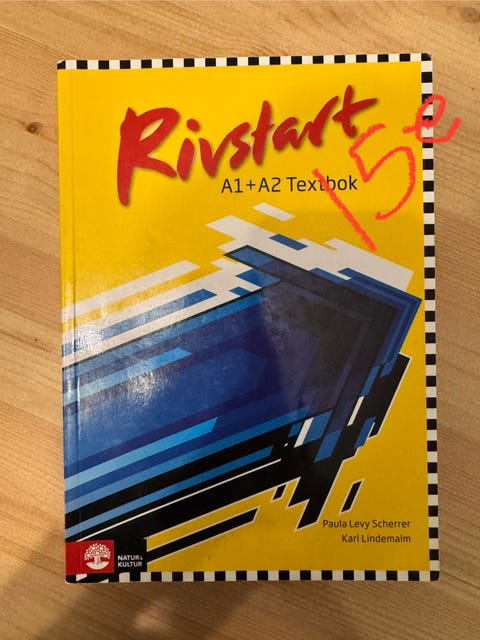 Rivstart
A1+A2 Textbok
15e
Paula Levy Scherrer
Karl Lindemalm
NATUR &
KULTUR